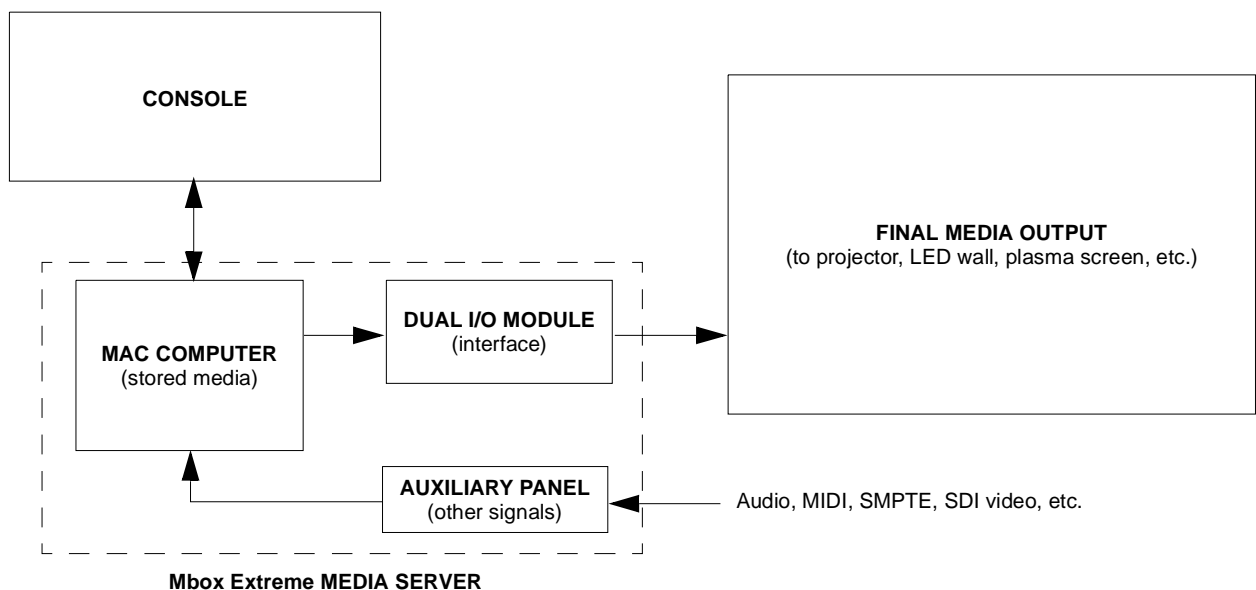 CONSOLE
FINAL MEDIA OUTPUT
(to projector, LED wall, plasma screen, etc.)
MAC COMPUTER
(stored media)
DUAL I/O MODULE
(interface)
AUXILIARY PANEL
(other signals)
Audio, MIDI, SMPTE, SDI video, etc.
Mbox Extreme MEDIA SERVER